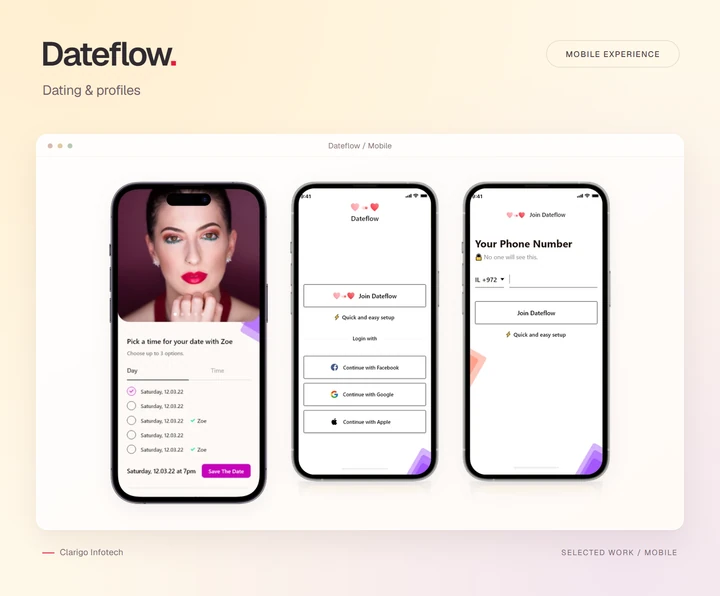 Dateflow.
MOBILE EXPERIENCE
Dating & profiles
Dateflow / Mobile
Pick a time for your date with Zoe
Choose up to 3 options.
Day Time
Saturday, 12.03.22
Saturday, 12.03.22
Saturday, 12.03.22 Zoe
Saturday, 12.03.22
Saturday, 12.03.22 Zoe
Saturday, 12.03.22 at 7pm Save The Date
9:41
Dateflow
Join Dateflow
Quick and easy setup
Login with
Continue with Facebook
Continue with Google
Continue with Apple
9:41
Join Dateflow
Your Phone Number
No one will see this.
IL +972
Join Dateflow
Quick and easy setup
Clarigo Infotech
SELECTED WORK / MOBILE